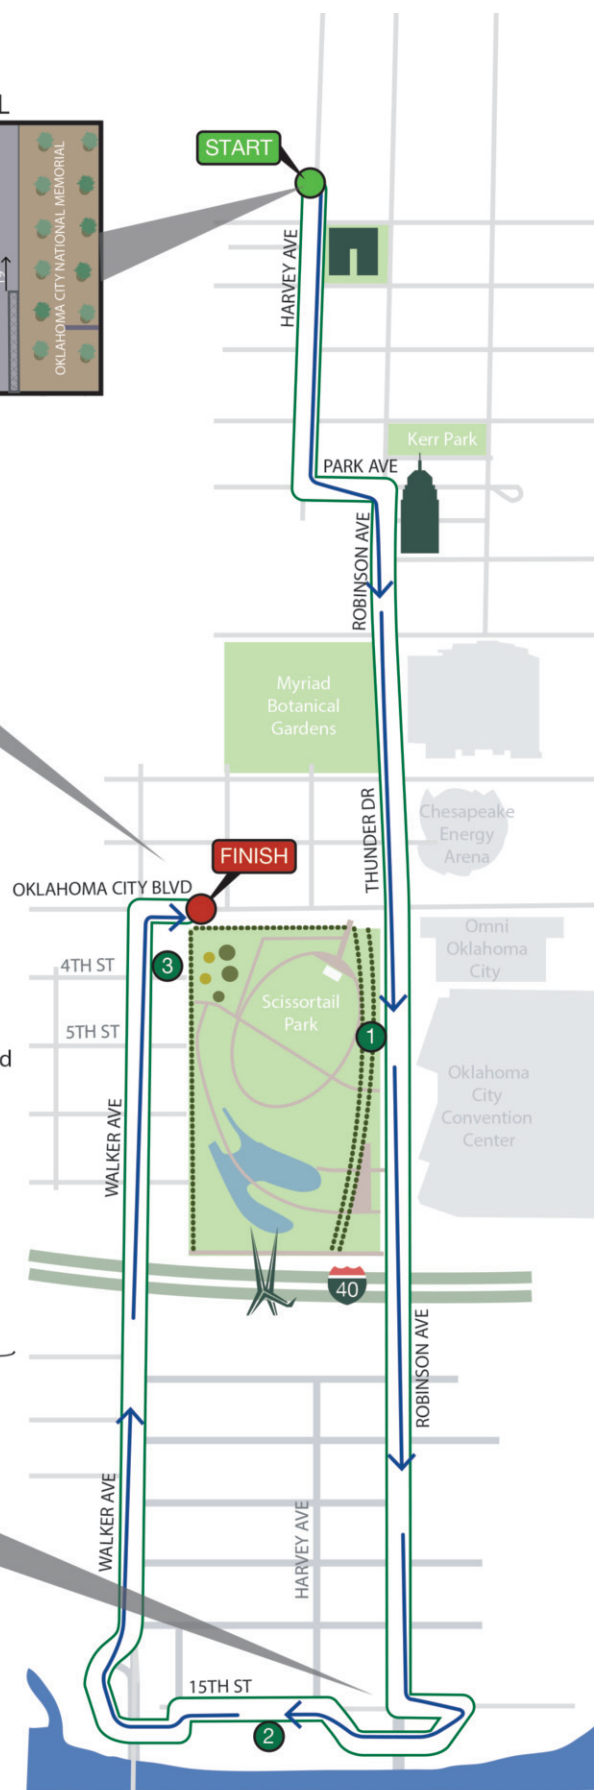 L
START
OKLAHOMA CITY NATIONAL MEMORIAL
HARVEY AVE
Kerr Park
PARK AVE
ROBINSON AVE
Myriad
Botanical
Gardens
THUNDER DR
Chesapeake
Energy
Arena
FINISH
OKLAHOMA CITY BLVD
Omni
Oklahoma
City
3
4TH ST
Scissortail
Park
1
5TH ST
d
Oklahoma
City
Convention
Center
WALKER AVE
40
ROBINSON AVE
WALKER AVE
HARVEY AVE
15TH ST
2